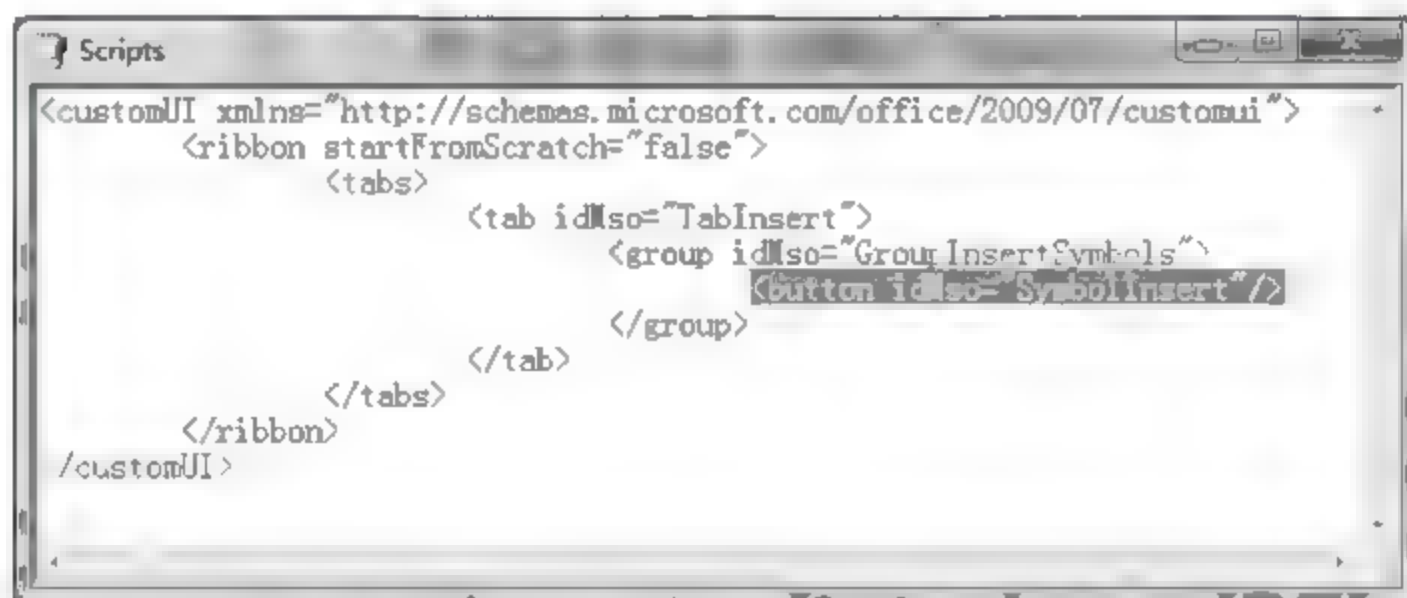 Scripts
<customUI xmlns="http://schemas.microsoft.com/office/2009/07/customui">
<ribbon startFromScratch="false">
<tabs>
<tab idMso="TabInsert">
<group idMso="GroupInsertSymbols">
<button idMso="SymbolInsert"/>
</group>
</tab>
</tabs>
</ribbon>
/customUI>